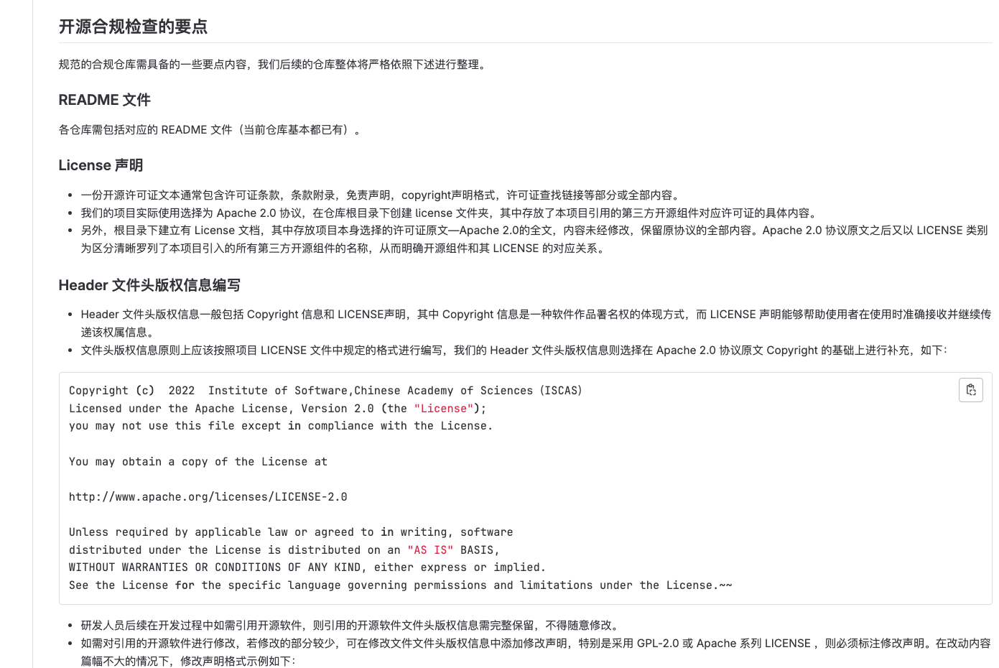 开源合规检查的要点
规范的合规仓库需具备的一些要点内容，我们后续的仓库整体将严格依照下述进行整理。
README 文件
各仓库需包括对应的 README 文件（当前仓库基本都已有）。
License 声明
• 一份开源许可证文本通常包含许可证条款，条款附录，免责声明，copyright声明格式，许可证查找链接等部分或全部内容。
• 我们的项目实际使用选择为 Apache 2.0 协议，在仓库根目录下创建 license 文件夹，其中存放了本项目引用的第三方开源组件对应许可证的具体内容。
• 另外，根目录下建立有 License 文档，其中存放项目本身选择的许可证原文—Apache 2.0的全文，内容未经修改，保留原协议的全部内容。Apache 2.0 协议原文之后又以 LICENSE 类别
为区分清晰罗列了本项目引入的所有第三方开源组件的名称，从而明确开源组件和其 LICENSE 的对应关系。
Header 文件头版权信息编写
• Header 文件头版权信息一般包括 Copyright 信息和 LICENSE声明，其中 Copyright 信息是一种软件作品署名权的体现方式，而 LICENSE 声明能够帮助使用者在使用时准确接收并继续传
递该权属信息。
• 文件头版权信息原则上应该按照项目 LICENSE 文件中规定的格式进行编写，我们的 Header 文件头版权信息则选择在 Apache 2.0 协议原文 Copyright 的基础上进行补充，如下：
Copyright (c)  2022  Institute of Software,Chinese Academy of Sciences（ISCAS）
Licensed under the Apache License, Version 2.0 (the "License");
you may not use this file except in compliance with the License.
You may obtain a copy of the License at
http://www.apache.org/licenses/LICENSE-2.0
Unless required by applicable law or agreed to in writing, software
distributed under the License is distributed on an "AS IS" BASIS,
WITHOUT WARRANTIES OR CONDITIONS OF ANY KIND, either express or implied.
See the License for the specific language governing permissions and limitations under the License.~~
• 研发人员后续在开发过程中如需引用开源软件，则引用的开源软件文件头版权信息需完整保留，不得随意修改。
• 如需对引用的开源软件进行修改，若修改的部分较少，可在修改文件文件头版权信息中添加修改声明，特别是采用 GPL-2.0 或 Apache 系列 LICENSE ，则必须标注修改声明。在改动内容
篇幅不大的情况下，修改声明格式示例如下：